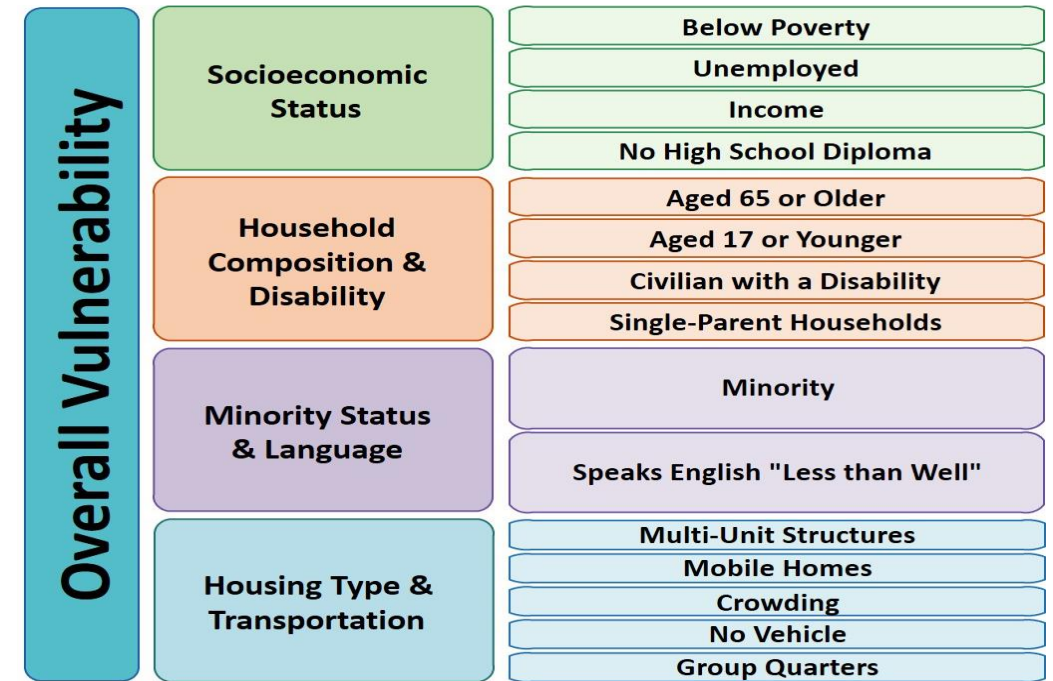 Overall Vulnerability
Socioeconomic
Status
Below Poverty
Unemployed
Income
No High School Diploma
Household
Composition &
Disability
Aged 65 or Older
Aged 17 or Younger
Civilian with a Disability
Single-Parent Households
Minority Status
& Language
Minority
Speaks English "Less than Well"
Housing Type &
Transportation
Multi-Unit Structures
Mobile Homes
Crowding
No Vehicle
Group Quarters